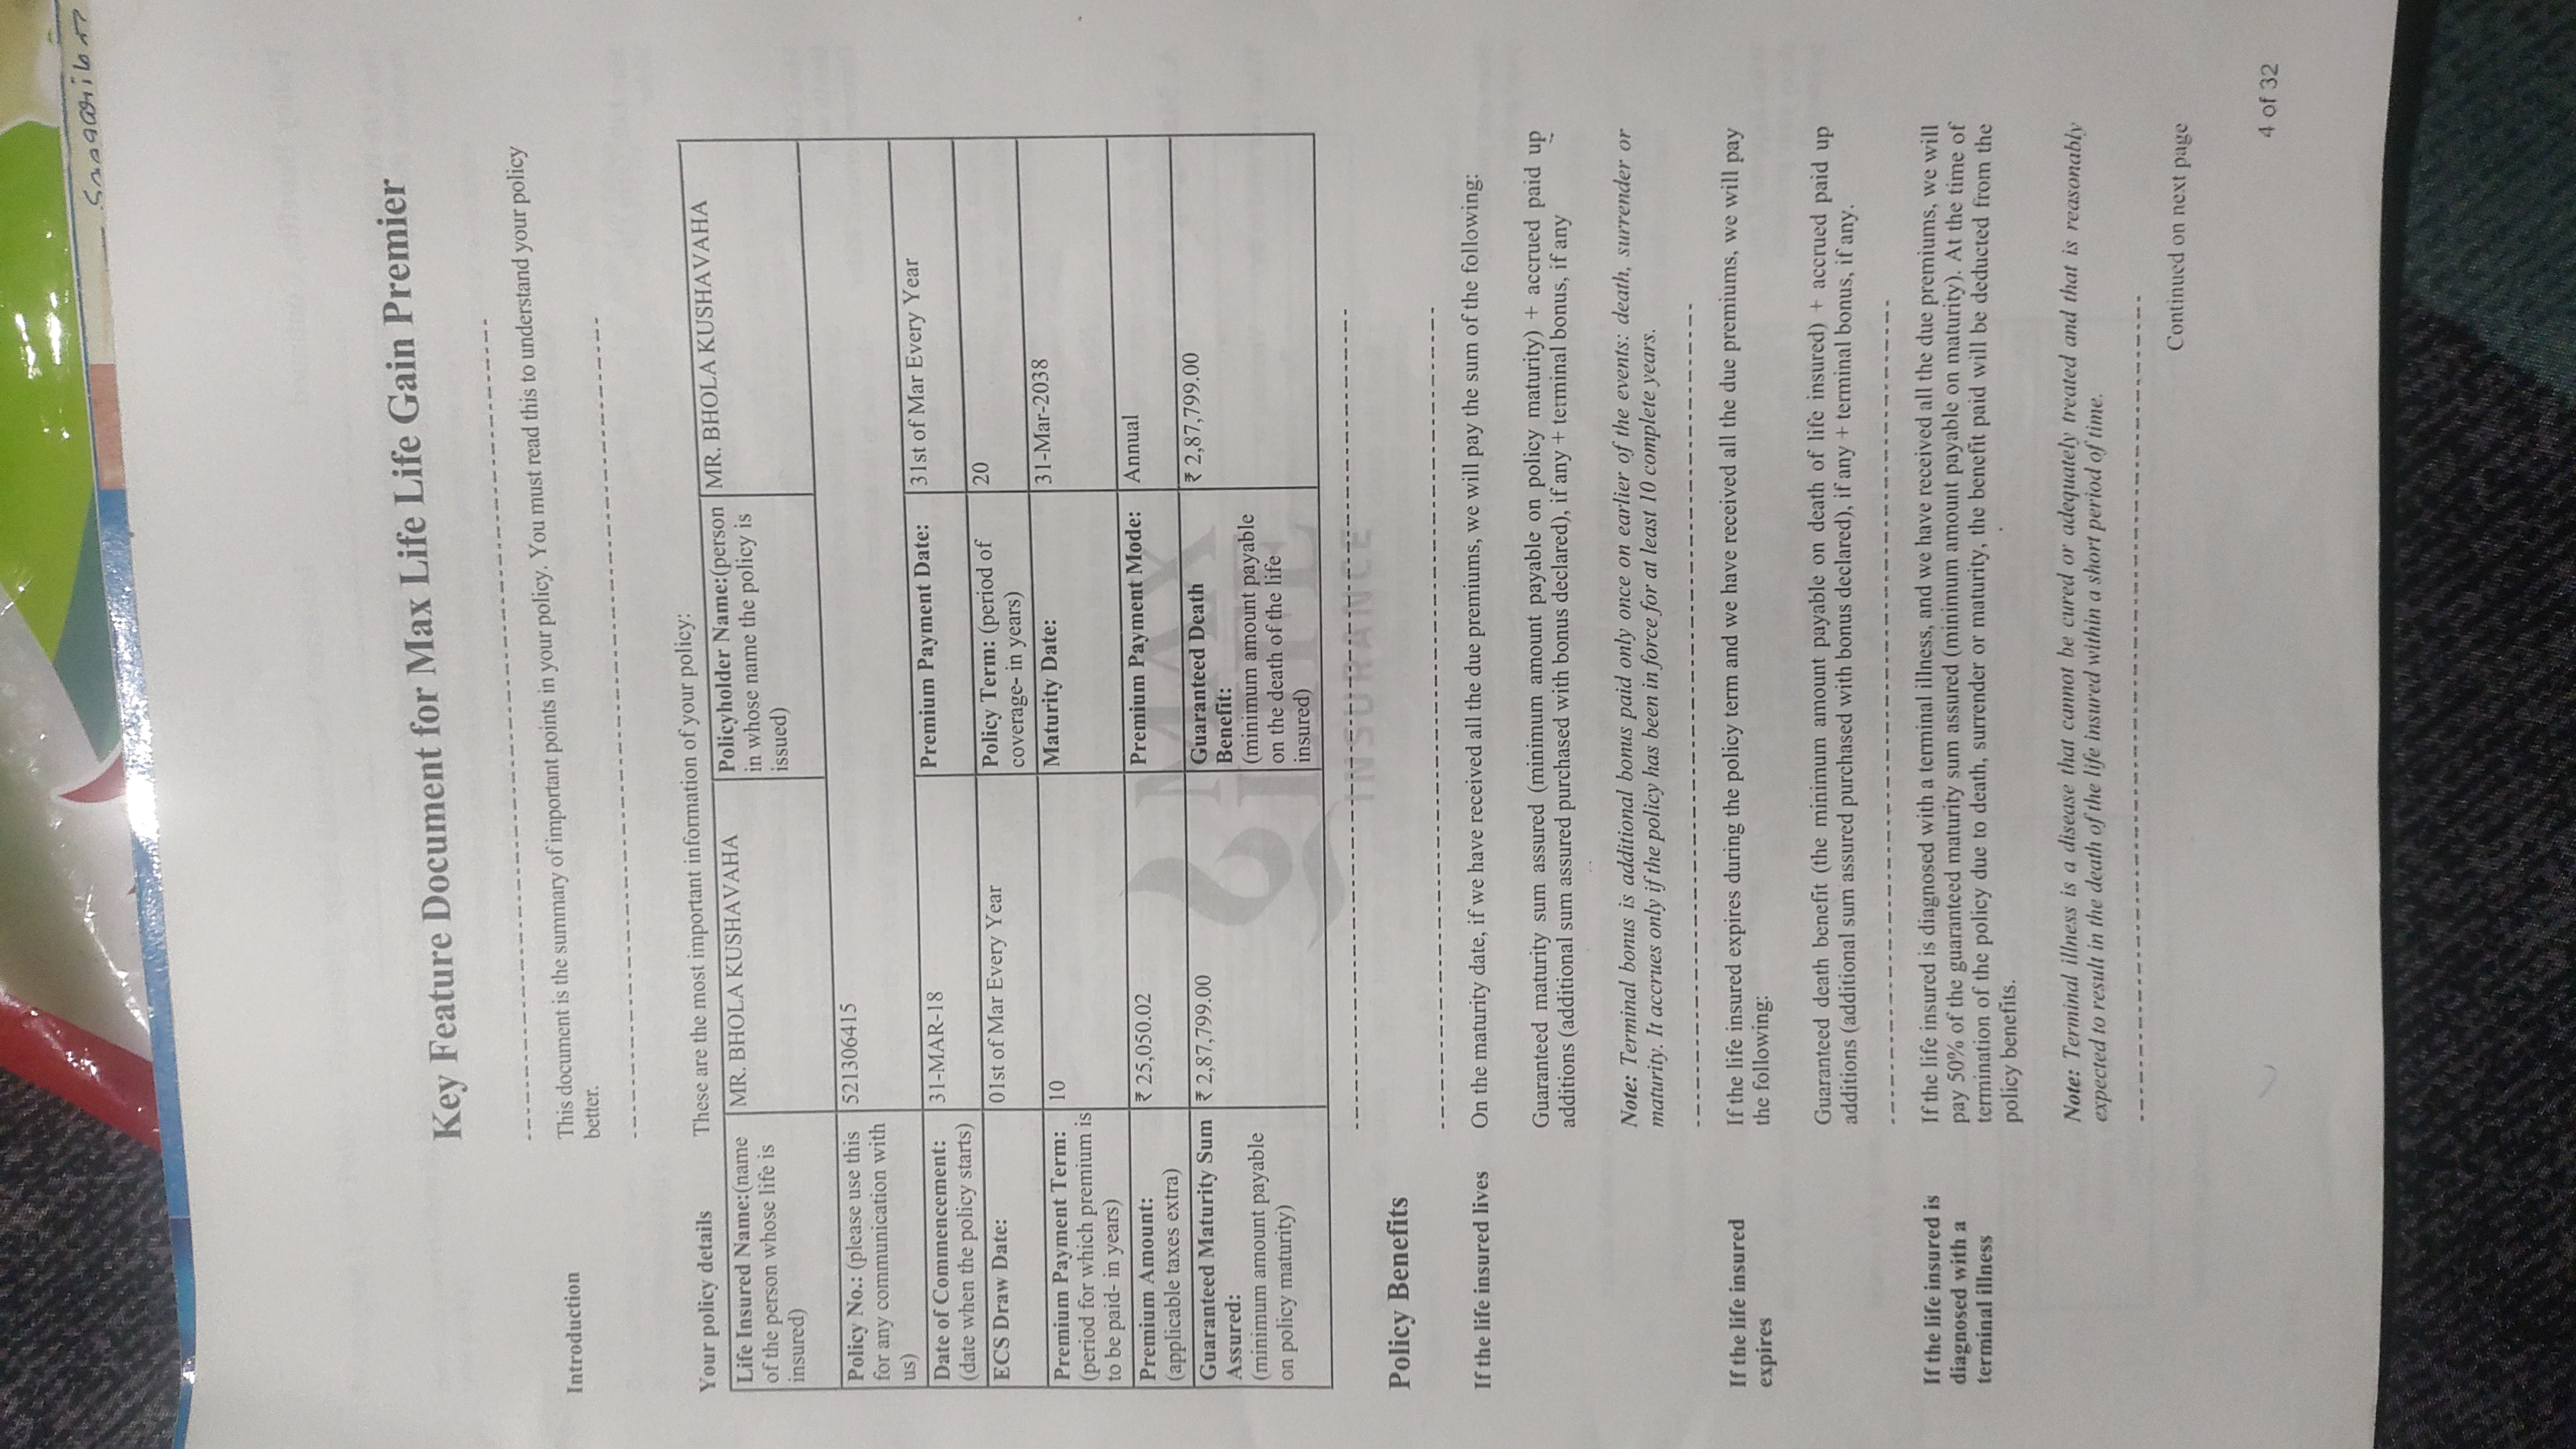 Key Feature Document for Max Life Life Gain Premier
Introduction
This document is the summary of important points in your policy. You must read this to understand your policy
better.
Your policy details
These are the most important information of your policy:
Life Insured Name:(name
of the person whose life is
insured)
MR. BHOLA KUSHAVAHA
Policyholder Name:(person
in whose name the policy is
issued)
MR. BHOLA KUSHAVAHA
Policy No.: (please use this
for any communication with
us)
521306415
Date of Commencement:
(date when the policy starts)
31-MAR-18
Premium Payment Date:
31st of Mar Every Year
ECS Draw Date:
01st of Mar Every Year
Policy Term: (period of
coverage- in years)
20
Premium Payment Term:
(period for which premium is
to be paid- in years)
10
Maturity Date:
31-Mar-2038
Premium Amount:
(applicable taxes extra)
₹ 25,050.02
Premium Payment Mode:
Annual
Guaranteed Maturity Sum
Assured:
(minimum amount payable
on policy maturity)
₹ 2,87,799.00
Guaranteed Death
Benefit:
(minimum amount payable
on the death of the life
insured)
₹ 2,87,799.00
MAX
LIFE
INSURANCE
Policy Benefits
If the life insured lives
On the maturity date, if we have received all the due premiums, we will pay the sum of the following:
Guaranteed maturity sum assured (minimum amount payable on policy maturity) + accrued paid up
additions (additional sum assured purchased with bonus declared), if any + terminal bonus, if any
Note: Terminal bonus is additional bonus paid only once on earlier of the events: death, surrender or
maturity. It accrues only if the policy has been in force for at least 10 complete years.
If the life insured
expires
If the life insured expires during the policy term and we have received all the due premiums, we will pay
the following:
Guaranteed death benefit (the minimum amount payable on death of life insured) + accrued paid up
additions (additional sum assured purchased with bonus declared), if any + terminal bonus, if any.
If the life insured is
diagnosed with a
terminal illness
If the life insured is diagnosed with a terminal illness, and we have received all the due premiums, we will
pay 50% of the guaranteed maturity sum assured (minimum amount payable on maturity). At the time of
termination of the policy due to death, surrender or maturity, the benefit paid will be deducted from the
policy benefits.
Note: Terminal illness is a disease that cannot be cured or adequately treated and that is reasonably
expected to result in the death of the life insured within a short period of time.
Continued on next page
4 of 32